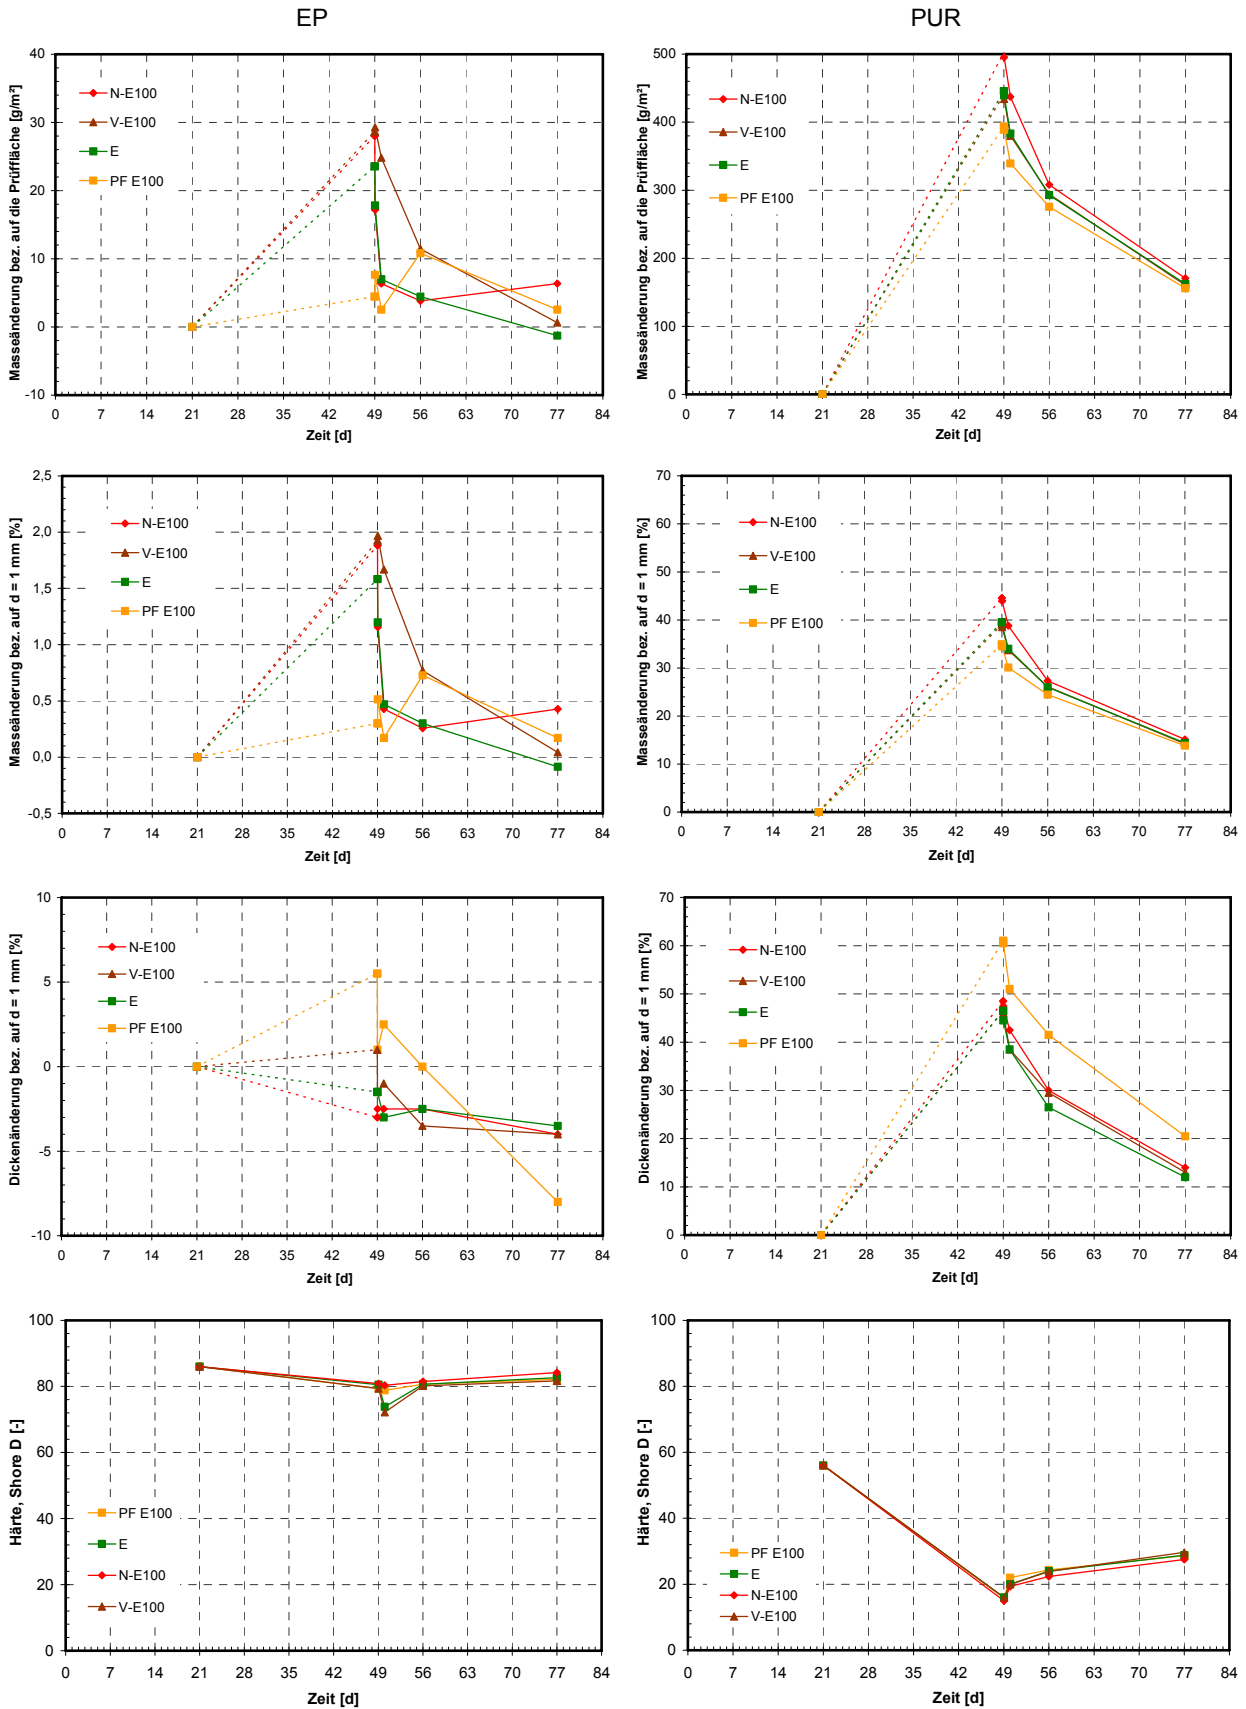 EP
PUR
Masseänderung bez. auf die Prüffläche [g/m²]
40
30
20
10
0
-10
N-E100
V-E100
E
PF E100
0 7 14 21 28 35 42 49 56 63 70 77 84
Zeit [d]
Masseänderung bez. auf die Prüffläche [g/m²]
500
400
300
200
100
0
N-E100
V-E100
E
PF E100
0 7 14 21 28 35 42 49 56 63 70 77 84
Zeit [d]
Masseänderung bez. auf d = 1 mm [%]
2,5
2,0
1,5
1,0
0,5
0,0
-0,5
N-E100
V-E100
E
PF E100
0 7 14 21 28 35 42 49 56 63 70 77 84
Zeit [d]
Masseänderung bez. auf d = 1 mm [%]
70
60
50
40
30
20
10
0
N-E100
V-E100
E
PF E100
0 7 14 21 28 35 42 49 56 63 70 77 84
Zeit [d]
Dickenänderung bez. auf d = 1 mm [%]
10
5
0
-5
-10
N-E100
V-E100
E
PF E100
0 7 14 21 28 35 42 49 56 63 70 77 84
Zeit [d]
Dickenänderung bez. auf d = 1 mm [%]
70
60
50
40
30
20
10
0
N-E100
V-E100
E
PF E100
0 7 14 21 28 35 42 49 56 63 70 77 84
Zeit [d]
Härte, Shore D [-]
100
80
60
40
20
0
PF E100
E
N-E100
V-E100
0 7 14 21 28 35 42 49 56 63 70 77 84
Zeit [d]
Härte, Shore D [-]
100
80
60
40
20
0
PF E100
E
N-E100
V-E100
0 7 14 21 28 35 42 49 56 63 70 77 84
Zeit [d]